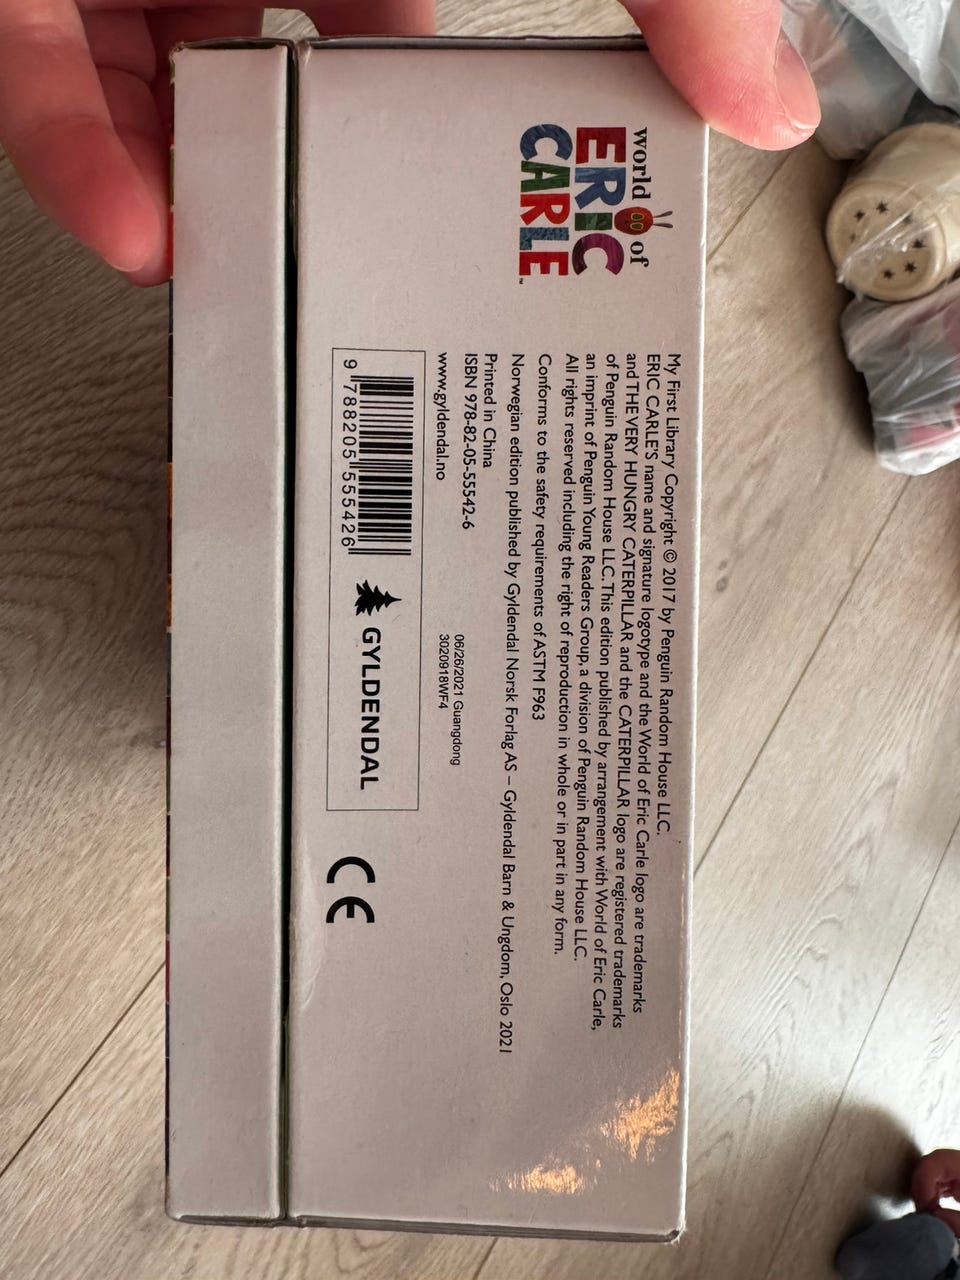 world of
ERIC
CARLE™
My First Library Copyright © 2017 by Penguin Random House LLC.
ERIC CARLE'S name and signature logotype and the World of Eric Carle logo are trademarks
and THE VERY HUNGRY CATERPILLAR and the CATERPILLAR logo are registered trademarks
of Penguin Random House LLC. This edition published by arrangement with World of Eric Carle,
an imprint of Penguin Young Readers Group, a division of Penguin Random House LLC.
All rights reserved including the right of reproduction in whole or in part in any form.
Conforms to the safety requirements of ASTM F963
Norwegian edition published by Gyldendal Norsk Forlag AS – Gyldendal Barn & Ungdom, Oslo 2021
Printed in China
ISBN 978-82-05-55542-6
www.gyldendal.no
06/26/2021 Guangdong
3020918WF4
9 788205 555426
GYLDENDAL
CE